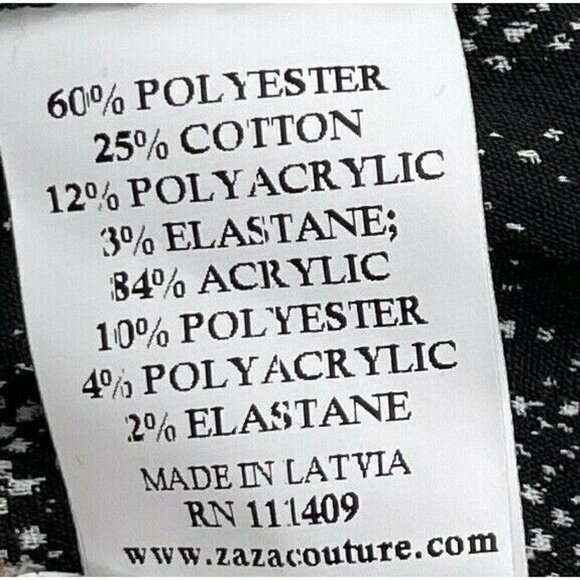 60% POLYESTER
25% COTTON
12% POLYACRYLIC
3% ELASTANE;
84% ACRYLIC
10% POLYESTER
4% POLYACRYLIC
2% ELASTANE
MADE IN LATVIA
RN 111409
www.zazacouture.com